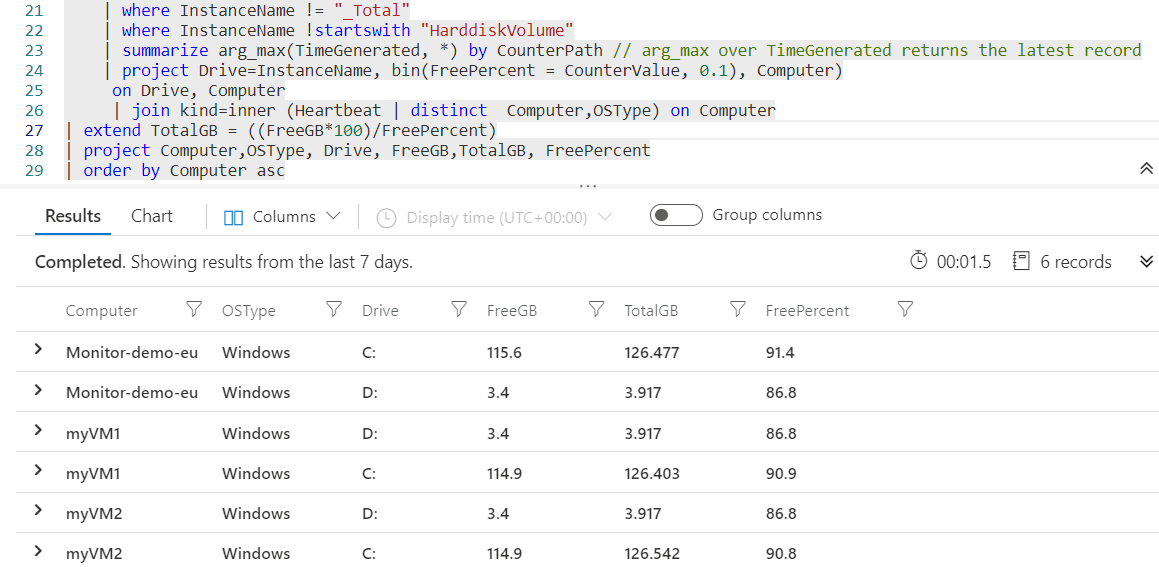 21 | where InstanceName != "_Total"
22 | where InstanceName !startswith "HarddiskVolume"
23 | summarize arg_max(TimeGenerated, *) by CounterPath // arg_max over TimeGenerated returns the latest record
24 | project Drive=InstanceName, bin(FreePercent = CounterValue, 0.1), Computer)
25 on Drive, Computer
26 | join kind=inner (Heartbeat | distinct  Computer,OSType) on Computer
27 | extend TotalGB = ((FreeGB*100)/FreePercent)
28 | project Computer,OSType, Drive, FreeGB,TotalGB, FreePercent
29 | order by Computer asc
Results Chart Columns Display time (UTC+00:00) Group columns
Completed. Showing results from the last 7 days. 00:01.5 6 records
Computer OSType Drive FreeGB TotalGB FreePercent
Monitor-demo-eu Windows C: 115.6 126.477 91.4
Monitor-demo-eu Windows D: 3.4 3.917 86.8
myVM1 Windows D: 3.4 3.917 86.8
myVM1 Windows C: 114.9 126.403 90.9
myVM2 Windows D: 3.4 3.917 86.8
myVM2 Windows C: 114.9 126.542 90.8